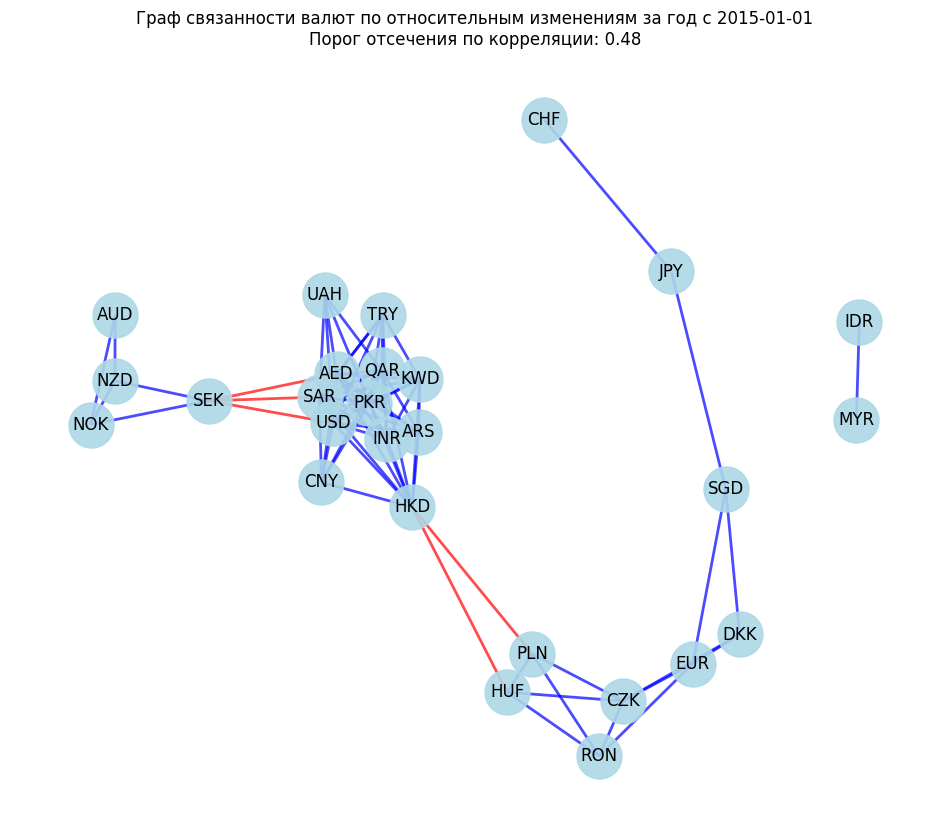 Граф связанности валют по относительным изменениям за год с 2015-01-01
Порог отсечения по корреляции: 0.48
CHF
JPY
UAH
AUD
TRY
IDR
QAR
AED
KWD
NZD
SAR
SEK
PKR
MYR
NOK
USD
ARS
INR
CNY
SGD
HKD
DKK
PLN
EUR
HUF
CZK
RON